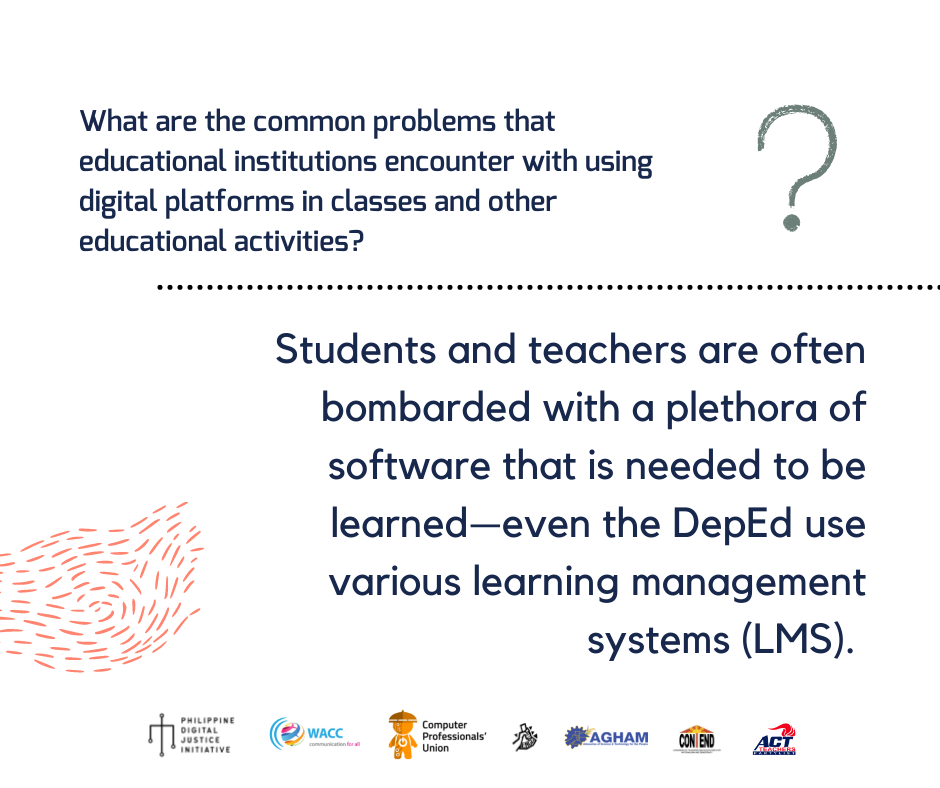 What are the common problems that
educational institutions encounter with using
digital platforms in classes and other
educational activities?
?
Students and teachers are often
bombarded with a plethora of
software that is needed to be
learned—even the DepEd use
various learning management
systems (LMS).
PHILIPPINE
DIGITAL
JUSTICE
INITIATIVE
WACC
communication for all
Computer
Professionals'
Union
AGHAM
CONTEND
ACT
TEACHERS
PARTYLIST